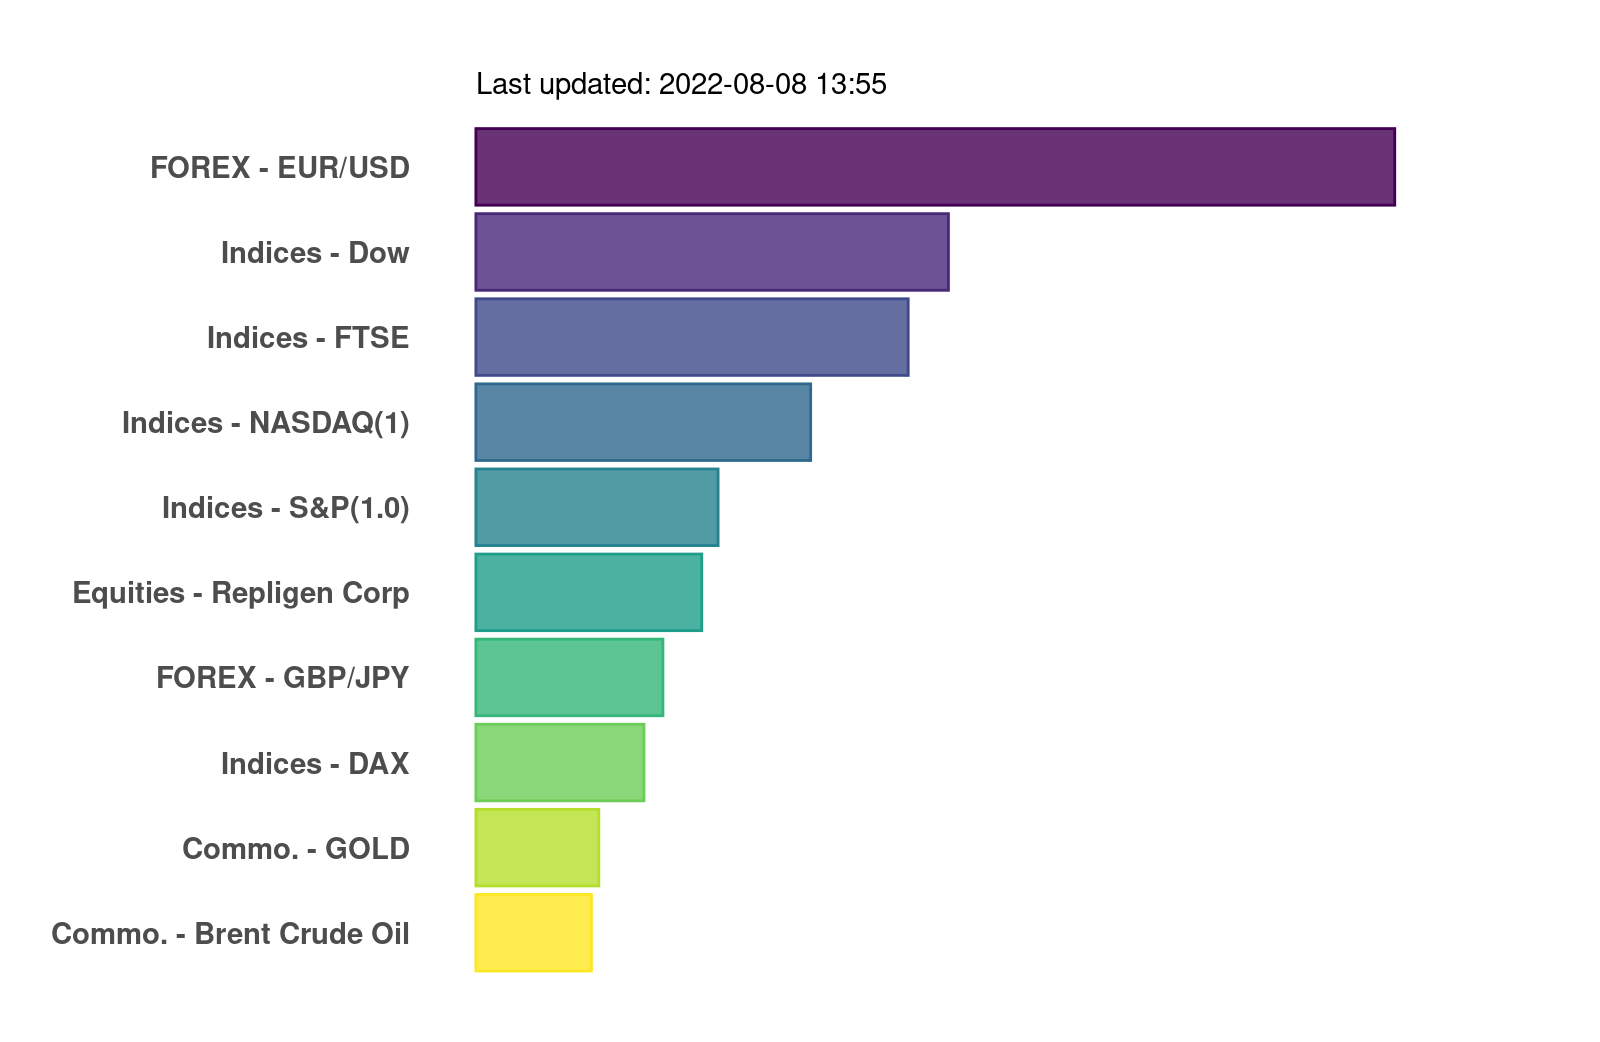 Last updated: 2022-08-08 13:55
FOREX - EUR/USD
Indices - Dow
Indices - FTSE
Indices - NASDAQ(1)
Indices - S&P(1.0)
Equities - Repligen Corp
FOREX - GBP/JPY
Indices - DAX
Commo. - GOLD
Commo. - Brent Crude Oil